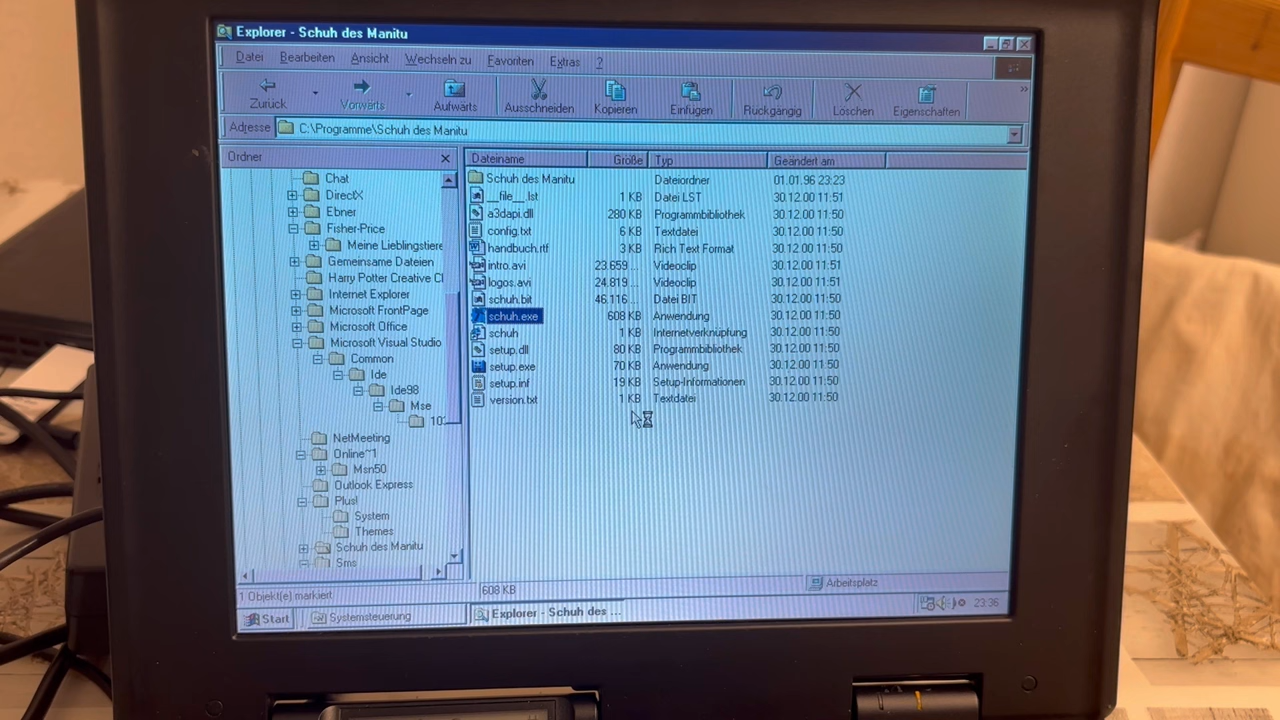 Explorer - Schuh des Manitu
Datei Bearbeiten Ansicht Wechseln zu Favoriten Extras ?
Zurück Vorwärts Aufwärts Ausschneiden Kopieren Einfügen Rückgängig Löschen Eigenschaften »
Adresse C:\Programme\Schuh des Manitu
Ordner
Chat
DirectX
Ebner
Fisher-Price
Meine Lieblingstiere
Gemeinsame Dateien
Harry Potter Creative
Internet Explorer
Microsoft FrontPage
Microsoft Office
Microsoft Visual Studio
Common
Ide
Ide98
Mse
NetMeeting
Online~1
Msn50
Outlook Express
Plus!
System
Themes
Schuh des Manitu
Sms
Dateiname Größe Typ Geändert am
Schuh des Manitu Dateiordner 01.01.96 23:23
__file__.lst 1 KB Datei LST 30.12.00 11:51
a3dapi.dll 280 KB Programmbibliothek 30.12.00 11:50
config.txt 6 KB Textdatei 30.12.00 11:50
handbuch.rtf 3 KB Rich Text Format 30.12.00 11:50
intro.avi 23.659... Videoclip 30.12.00 11:51
logos.avi 24.819... Videoclip 30.12.00 11:51
schuh.bit 46.116... Datei BIT 30.12.00 11:50
schuh.exe 608 KB Anwendung 30.12.00 11:50
schuh 1 KB Internetverknüpfung 30.12.00 11:50
setup.dll 80 KB Programmbibliothek 30.12.00 11:50
setup.exe 70 KB Anwendung 30.12.00 11:50
setup.inf 19 KB Setup-Informationen 30.12.00 11:50
version.txt 1 KB Textdatei 30.12.00 11:50
1 Objekt(e) markiert 608 KB Arbeitsplatz
Start Systemsteuerung Explorer - Schuh des ... 23:36